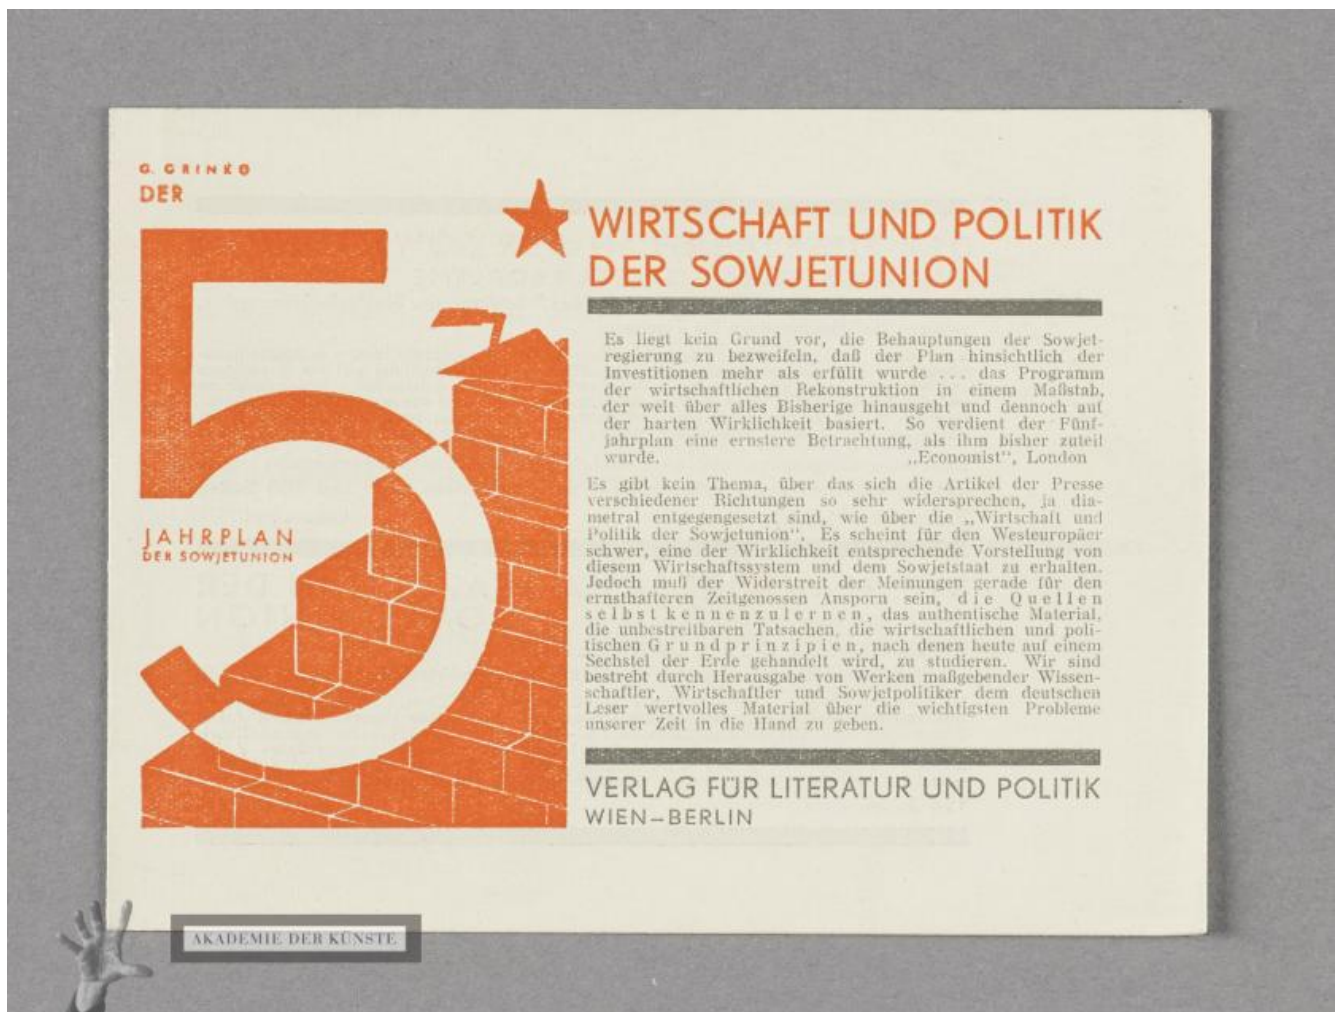 G. GRINKO
DER
5
JAHRPLAN
DER SOWJETUNION
WIRTSCHAFT UND POLITIK
DER SOWJETUNION
Es liegt kein Grund vor, die Behauptungen der Sowjet-
regierung zu bezweifeln, daß der Plan hinsichtlich der
Investitionen mehr als erfüllt wurde ... das Programm
der wirtschaftlichen Rekonstruktion in einem Maßstab,
der weit über alles Bisherige hinausgeht und dennoch auf
der harten Wirklichkeit basiert. So verdient der Fünf-
jahrplan eine ernstere Betrachtung, als ihm bisher zuteil
wurde. „Economist“, London
Es gibt kein Thema, über das sich die Artikel der Presse
verschiedener Richtungen so sehr widersprechen, ja dia-
metral entgegengesetzt sind, wie über die „Wirtschaft und
Politik der Sowjetunion“. Es scheint für den Westeuropäer
schwer, eine der Wirklichkeit entsprechende Vorstellung von
diesem Wirtschaftssystem und dem Sowjetstaat zu erhalten.
Jedoch muß der Widerstreit der Meinungen gerade für den
ernsthafteren Zeitgenossen Ansporn sein, die Quellen
selbst kennenzulernen, das authentische Material,
die unbestreitbaren Tatsachen, die wirtschaftlichen und poli-
tischen Grundprinzipien, nach denen heute auf einem
Sechstel der Erde gehandelt wird, zu studieren. Wir sind
bestrebt durch Herausgabe von Werken maßgebender Wissen-
schaftler, Wirtschaftler und Sowjetpolitiker dem deutschen
Leser wertvolles Material über die wichtigsten Probleme
unserer Zeit in die Hand zu geben.
VERLAG FÜR LITERATUR UND POLITIK
WIEN–BERLIN
AKADEMIE DER KÜNSTE